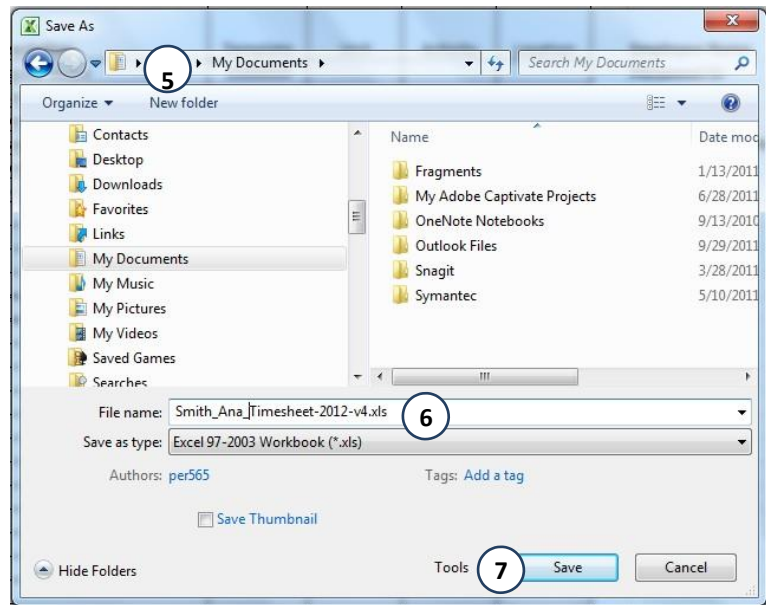 Save As
5
My Documents
Search My Documents
Organize
New folder
Contacts
Desktop
Downloads
Favorites
Links
My Documents
My Music
My Pictures
My Videos
Saved Games
Searches
Name
Date mod
Fragments 1/13/2011
My Adobe Captivate Projects 6/28/2011
OneNote Notebooks 9/13/2010
Outlook Files 9/29/2011
Snagit 3/28/2011
Symantec 5/10/2011
File name: Smith_Ana_Timesheet-2012-v4.xls
6
Save as type: Excel 97-2003 Workbook (*.xls)
Authors: per565
Tags: Add a tag
Save Thumbnail
Hide Folders
Tools
7
Save
Cancel